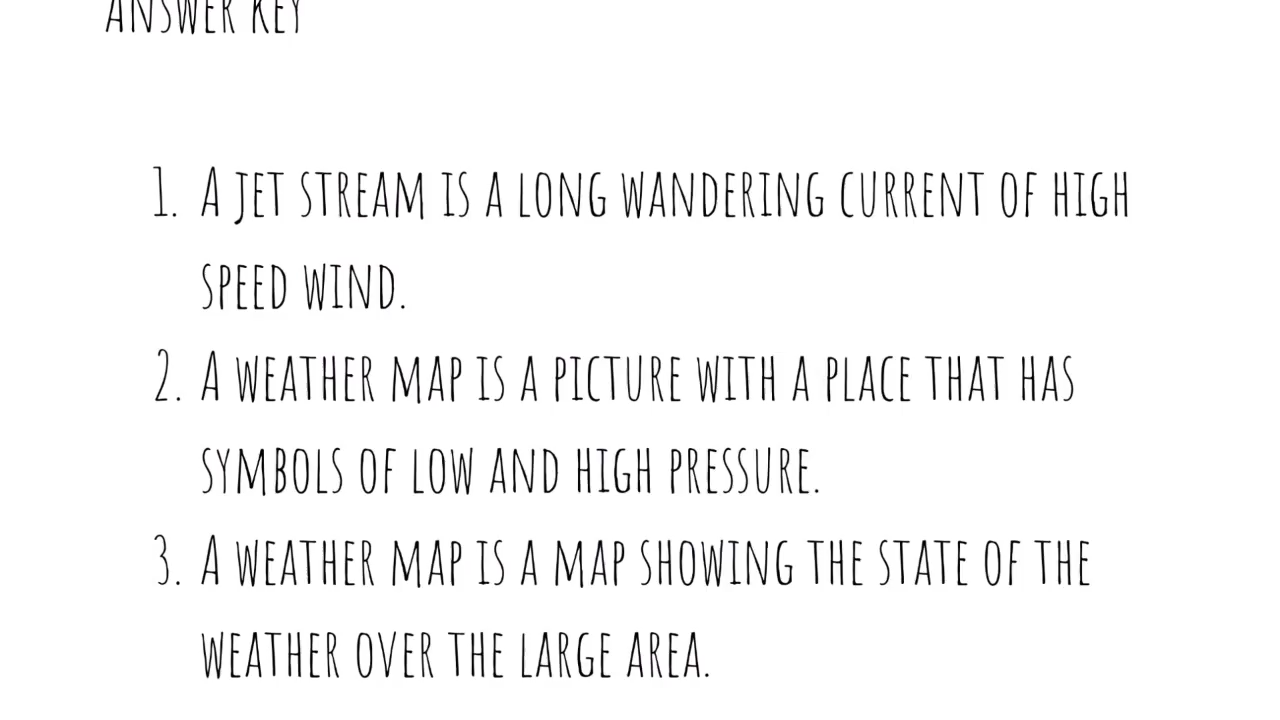 ANSWER KEY
1. A JET STREAM IS A LONG WANDERING CURRENT OF HIGH
SPEED WIND.
2. A WEATHER MAP IS A PICTURE WITH A PLACE THAT HAS
SYMBOLS OF LOW AND HIGH PRESSURE.
3. A WEATHER MAP IS A MAP SHOWING THE STATE OF THE
WEATHER OVER THE LARGE AREA.